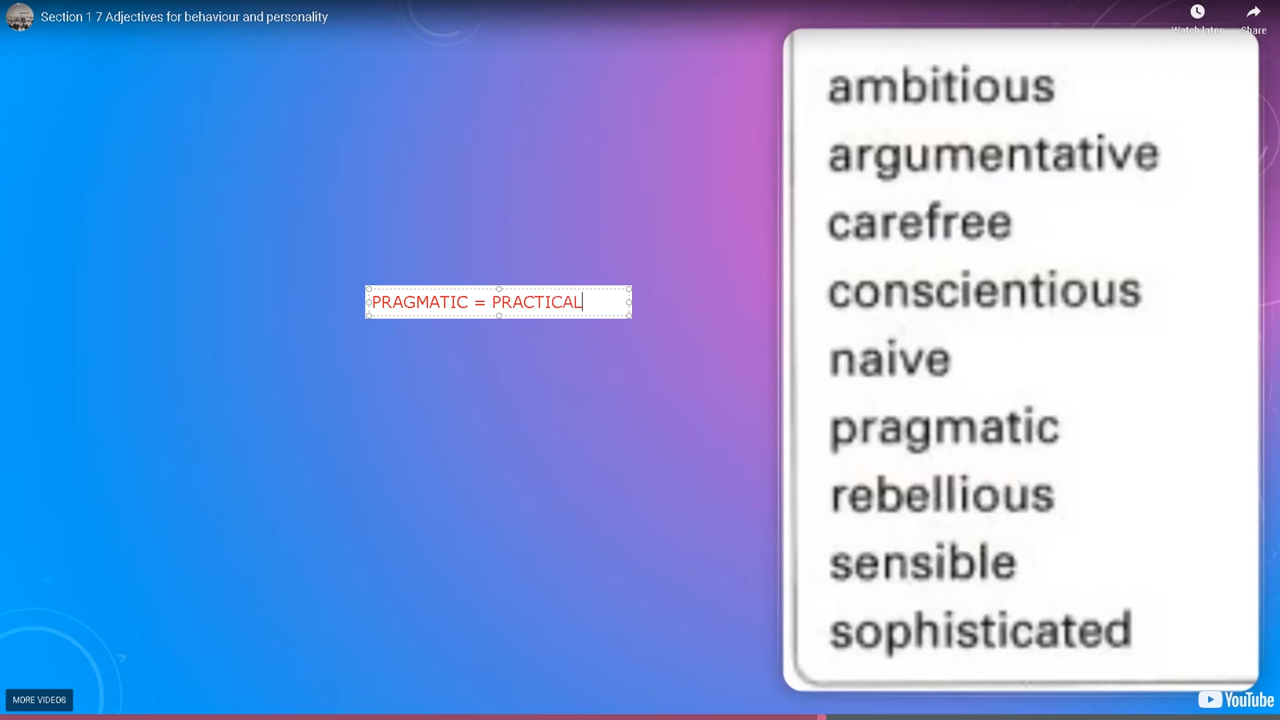 Section 1 7 Adjectives for behaviour and personality
Watch later
Share
ambitious
argumentative
carefree
conscientious
PRAGMATIC = PRACTICAL
naive
pragmatic
rebellious
sensible
sophisticated
MORE VIDEOS
YouTube